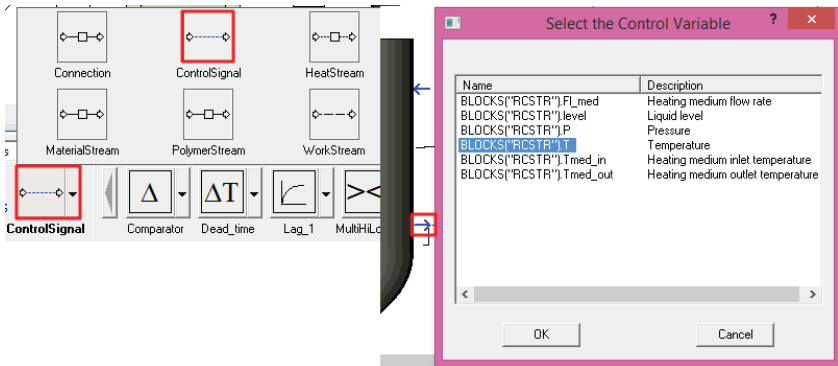 Connection
ControlSignal
HeatStream
MaterialStream
PolymerStream
WorkStream
ControlSignal
Δ
ΔT
Comparator
Dead_time
Lag_1
MultiHiLo
Select the Control Variable
? ×
Name Description
BLOCKS("RCSTR").Fl_med Heating medium flow rate
BLOCKS("RCSTR").level Liquid level
BLOCKS("RCSTR").P Pressure
BLOCKS("RCSTR").T Temperature
BLOCKS("RCSTR").Tmed_in Heating medium inlet temperature
BLOCKS("RCSTR").Tmed_out Heating medium outlet temperature
OK
Cancel